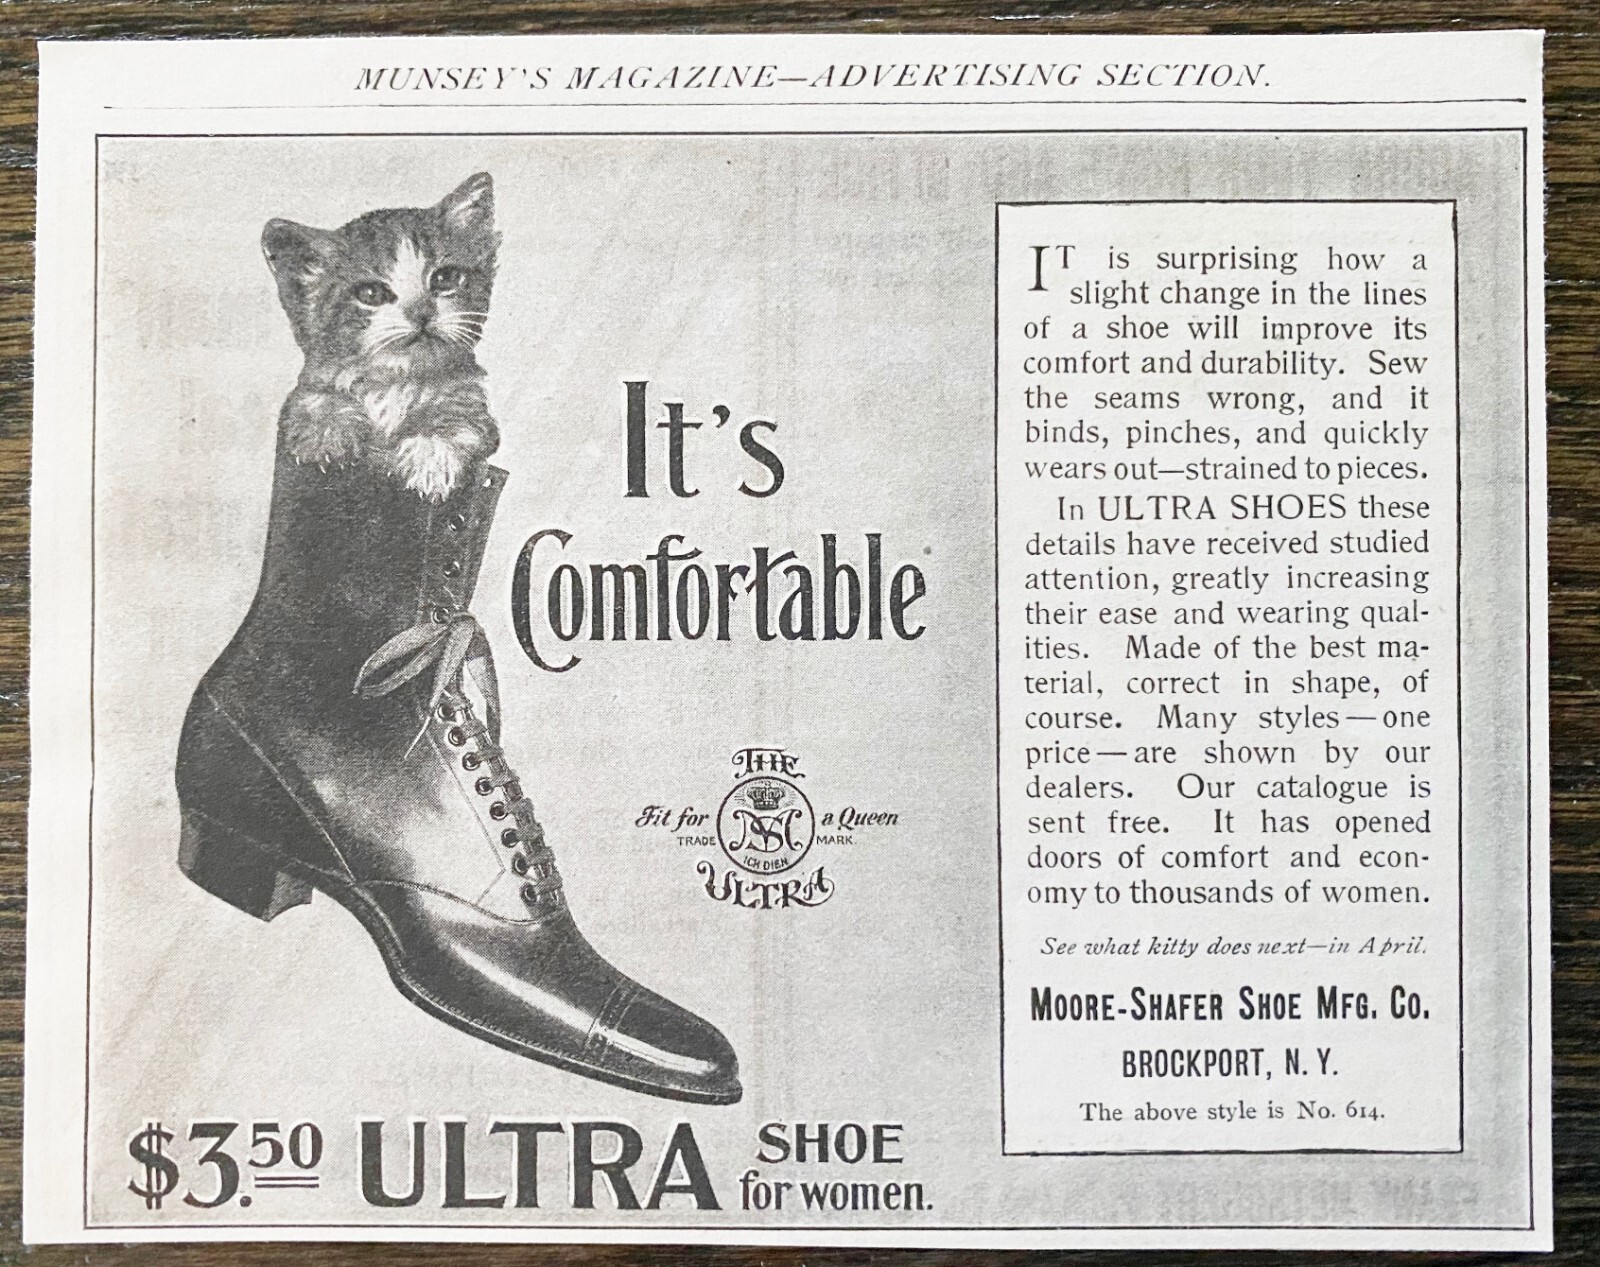 MUNSEY'S MAGAZINE—ADVERTISING SECTION.
It's
Comfortable
THE
Fit for a Queen
TRADE MARK.
MS
ICH DIEN
ULTRA
$3.50 ULTRA SHOE
for women.
IT is surprising how a
slight change in the lines
of a shoe will improve its
comfort and durability. Sew
the seams wrong, and it
binds, pinches, and quickly
wears out—strained to pieces.
In ULTRA SHOES these
details have received studied
attention, greatly increasing
their ease and wearing qual-
ities. Made of the best ma-
terial, correct in shape, of
course. Many styles—one
price—are shown by our
dealers. Our catalogue is
sent free. It has opened
doors of comfort and econ-
omy to thousands of women.
See what kitty does next—in April.
MOORE-SHAFER SHOE MFG. CO.
BROCKPORT, N. Y.
The above style is No. 614.